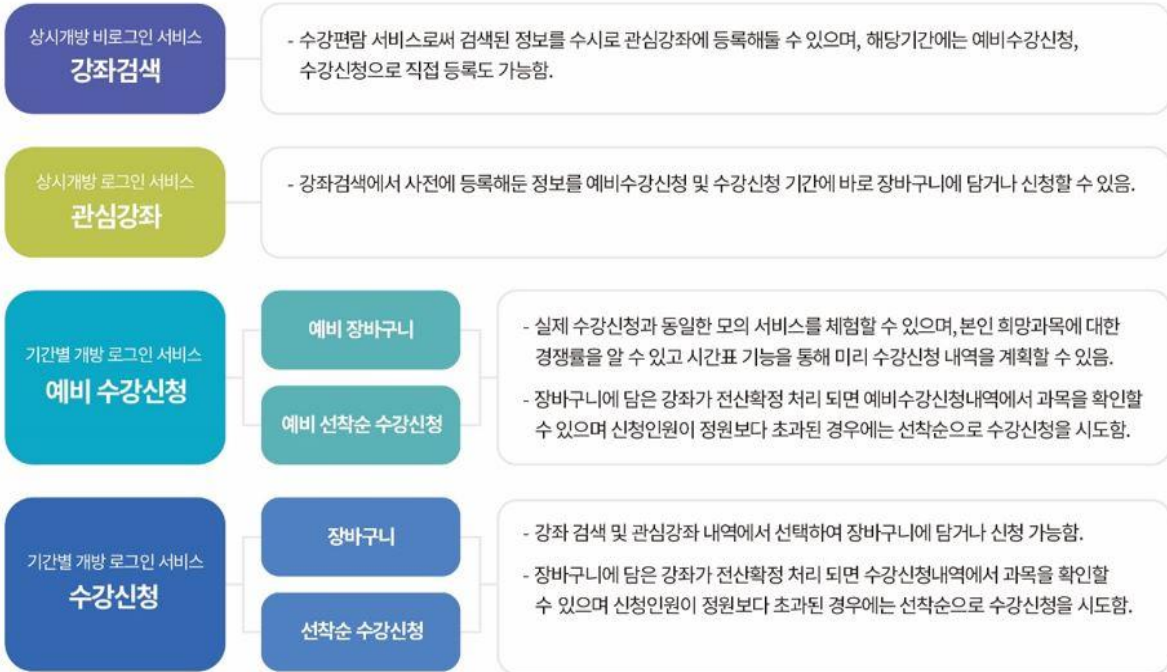 상시개방 비로그인 서비스
강좌검색
- 수강편람 서비스로써 검색된 정보를 수시로 관심강좌에 등록해둘 수 있으며, 해당기간에는 예비수강신청,
수강신청으로 직접 등록도 가능함.
상시개방 로그인 서비스
관심강좌
- 강좌검색에서 사전에 등록해둔 정보를 예비수강신청 및 수강신청 기간에 바로 장바구니에 담거나 신청할 수 있음.
기간별 개방 로그인 서비스
예비 수강신청
예비 장바구니
예비 선착순 수강신청
- 실제 수강신청과 동일한 모의 서비스를 체험할 수 있으며, 본인 희망과목에 대한
경쟁률을 알 수 있고 시간표 기능을 통해 미리 수강신청 내역을 계획할 수 있음.
- 장바구니에 담은 강좌가 전산확정 처리 되면 예비수강신청내역에서 과목을 확인할
수 있으며 신청인원이 정원보다 초과된 경우에는 선착순으로 수강신청을 시도함.
기간별 개방 로그인 서비스
수강신청
장바구니
선착순 수강신청
- 강좌 검색 및 관심강좌 내역에서 선택하여 장바구니에 담거나 신청 가능함.
- 장바구니에 담은 강좌가 전산확정 처리 되면 수강신청내역에서 과목을 확인할
수 있으며 신청인원이 정원보다 초과된 경우에는 선착순으로 수강신청을 시도함.